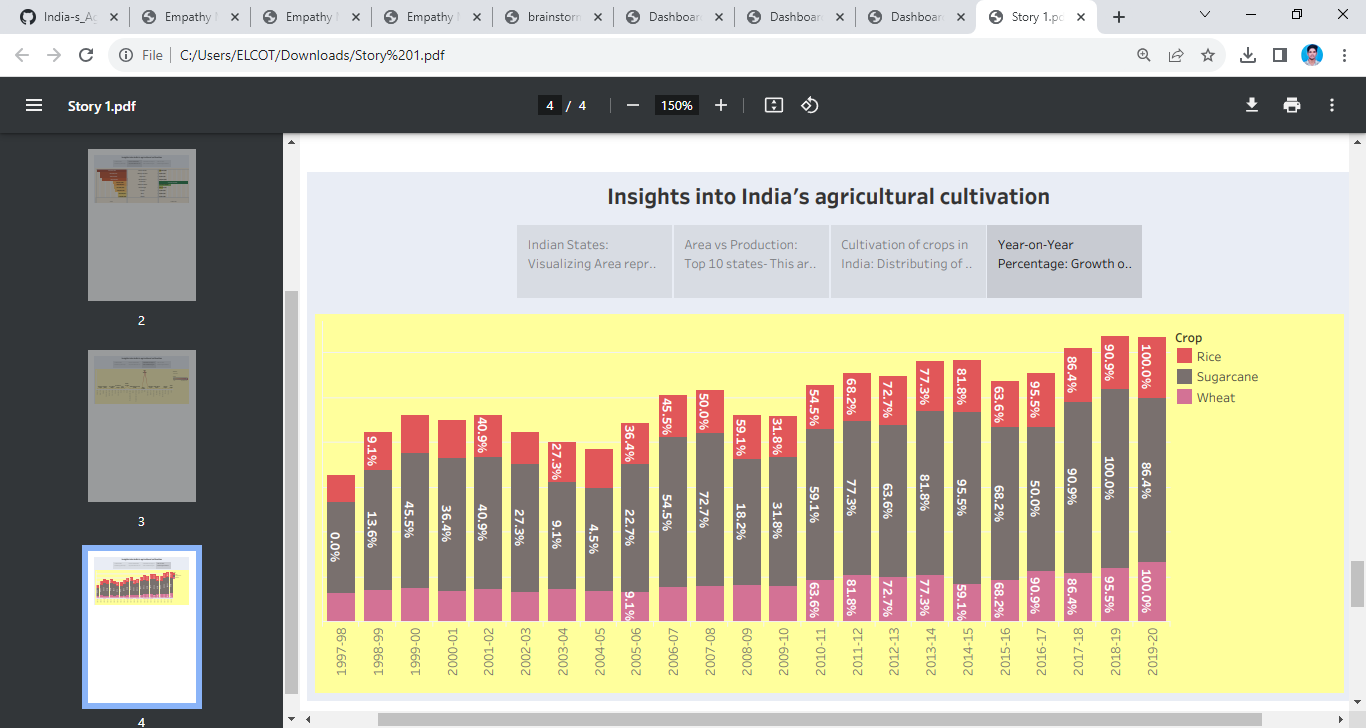 India-s_Ag
Empathy
Empathy
Empathy
brainstorm
Dashboar
Dashboar
Dashboar
Story 1.pd
File | C:/Users/ELCOT/Downloads/Story%201.pdf
Story 1.pdf
4 / 4
150%
2
3
4
Insights into India’s agricultural cultivation
Indian States:
Visualizing Area repr..
Area vs Production:
Top 10 states- This ar..
Cultivation of crops in
India: Distributing of ..
Year-on-Year
Percentage: Growth o..
Crop
Rice
Sugarcane
Wheat
9.1% 40.9% 27.3% 36.4% 45.5% 50.0% 59.1% 31.8% 54.5% 68.2% 72.7% 77.3% 81.8% 63.6% 95.5% 86.4% 90.9% 100.0%
0.0% 13.6% 45.5% 36.4% 40.9% 27.3% 9.1% 4.5% 22.7% 54.5% 72.7% 18.2% 31.8% 59.1% 77.3% 63.6% 81.8% 95.5% 68.2% 50.0% 90.9% 100.0% 86.4%
9.1% 63.6% 81.8% 72.7% 77.3% 59.1% 68.2% 90.9% 86.4% 95.5% 100.0%
1997-98 1998-99 1999-00 2000-01 2001-02 2002-03 2003-04 2004-05 2005-06 2006-07 2007-08 2008-09 2009-10 2010-11 2011-12 2012-13 2013-14 2014-15 2015-16 2016-17 2017-18 2018-19 2019-20